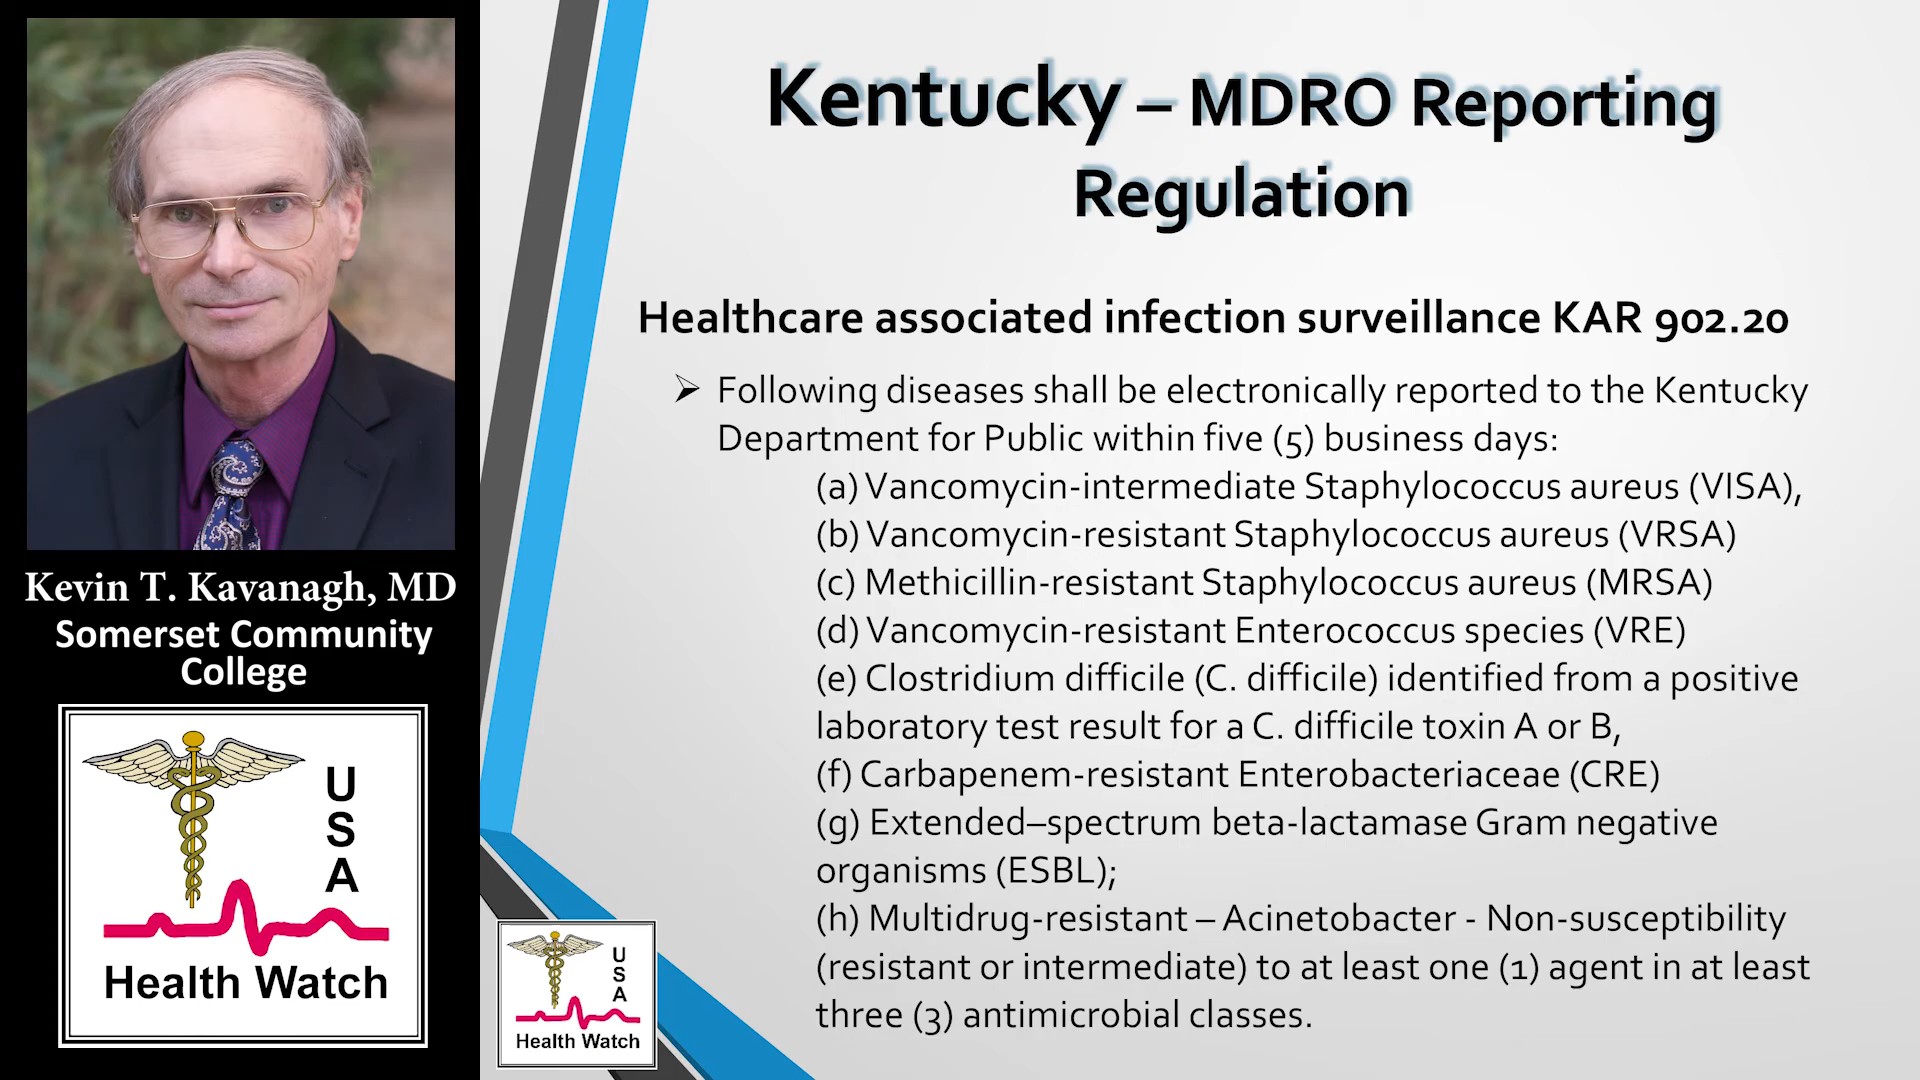 Kentucky – MDRO Reporting
Regulation
Healthcare associated infection surveillance KAR 902.20
Following diseases shall be electronically reported to the Kentucky
Department for Public within five (5) business days:
(a) Vancomycin-intermediate Staphylococcus aureus (VISA),
(b) Vancomycin-resistant Staphylococcus aureus (VRSA)
(c) Methicillin-resistant Staphylococcus aureus (MRSA)
(d) Vancomycin-resistant Enterococcus species (VRE)
(e) Clostridium difficile (C. difficile) identified from a positive
laboratory test result for a C. difficile toxin A or B,
(f) Carbapenem-resistant Enterobacteriaceae (CRE)
(g) Extended–spectrum beta-lactamase Gram negative
organisms (ESBL);
(h) Multidrug-resistant – Acinetobacter - Non-susceptibility
(resistant or intermediate) to at least one (1) agent in at least
three (3) antimicrobial classes.
Kevin T. Kavanagh, MD
Somerset Community
College
USA
Health Watch
USA
Health Watch